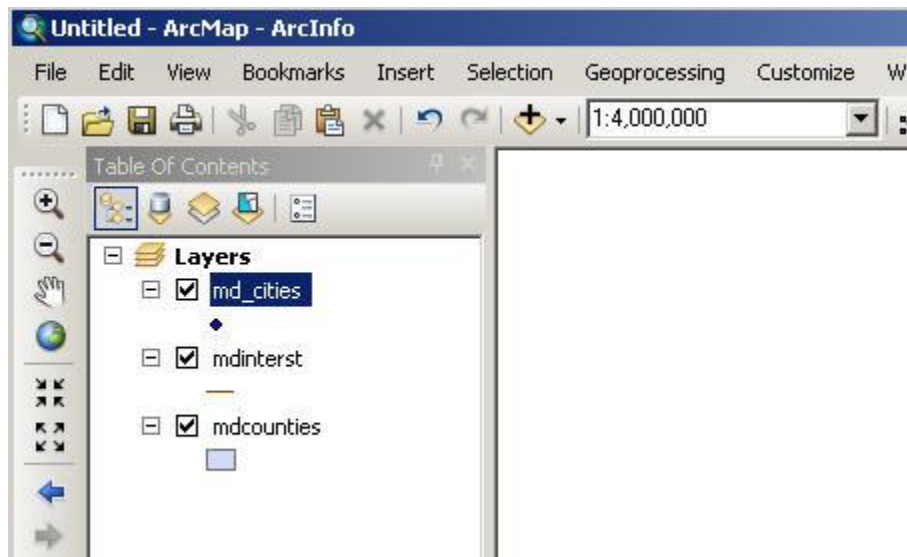 Untitled - ArcMap - ArcInfo
File Edit View Bookmarks Insert Selection Geoprocessing Customize W
1:4,000,000
Table Of Contents
Layers
md_cities
mdinterst
mdcounties